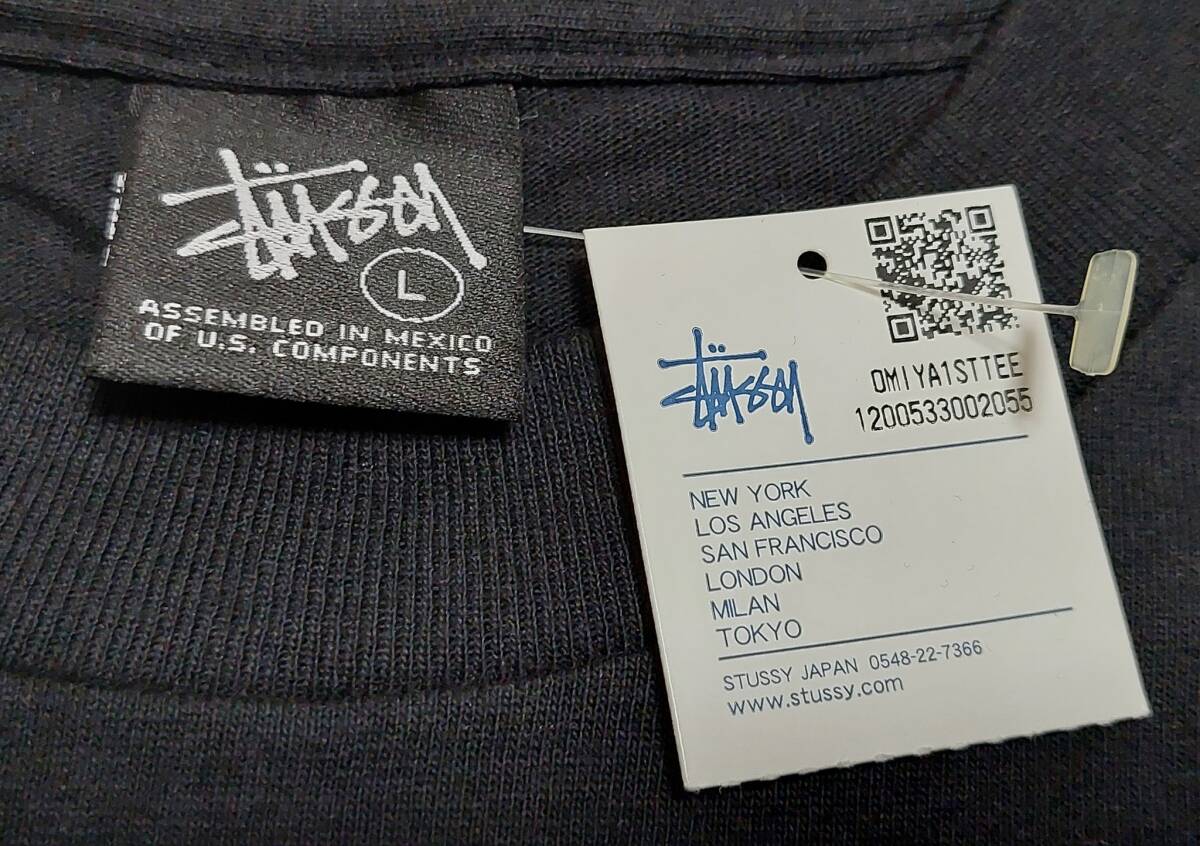 Stüssy
L
ASSEMBLED IN MEXICO
OF U.S. COMPONENTS
Stüssy
OMIYA1STTEE
1200533002055
NEW YORK
LOS ANGELES
SAN FRANCISCO
LONDON
MILAN
TOKYO
STUSSY JAPAN 0548-22-7366
www.stussy.com